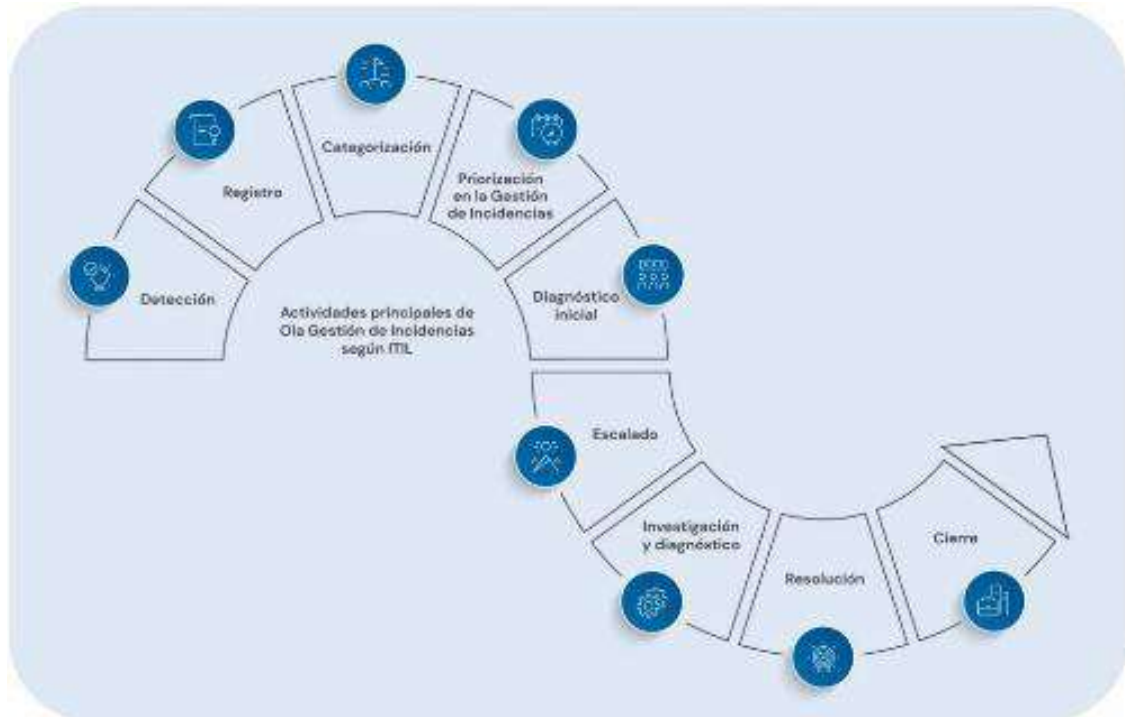 Detección
Registro
Catagorización
Priorización
en la Gestión
de Incidencias
Diagnóstico
inicial
Actividades principales de
Ola Gestión de Incidencias
según ITIL
Escalado
Investigación
y diagnóstico
Resolución
Cierre